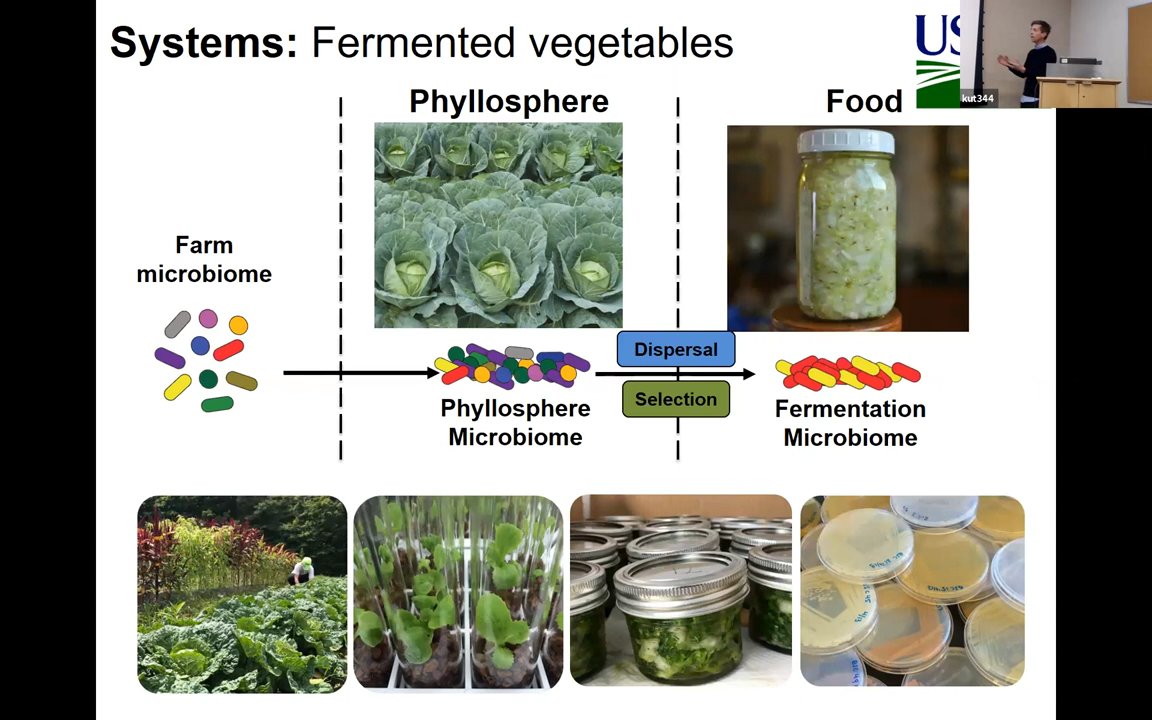 Systems: Fermented vegetables
US
kut344
Phyllosphere
Food
Farm
microbiome
Dispersal
Selection
Phyllosphere
Microbiome
Fermentation
Microbiome